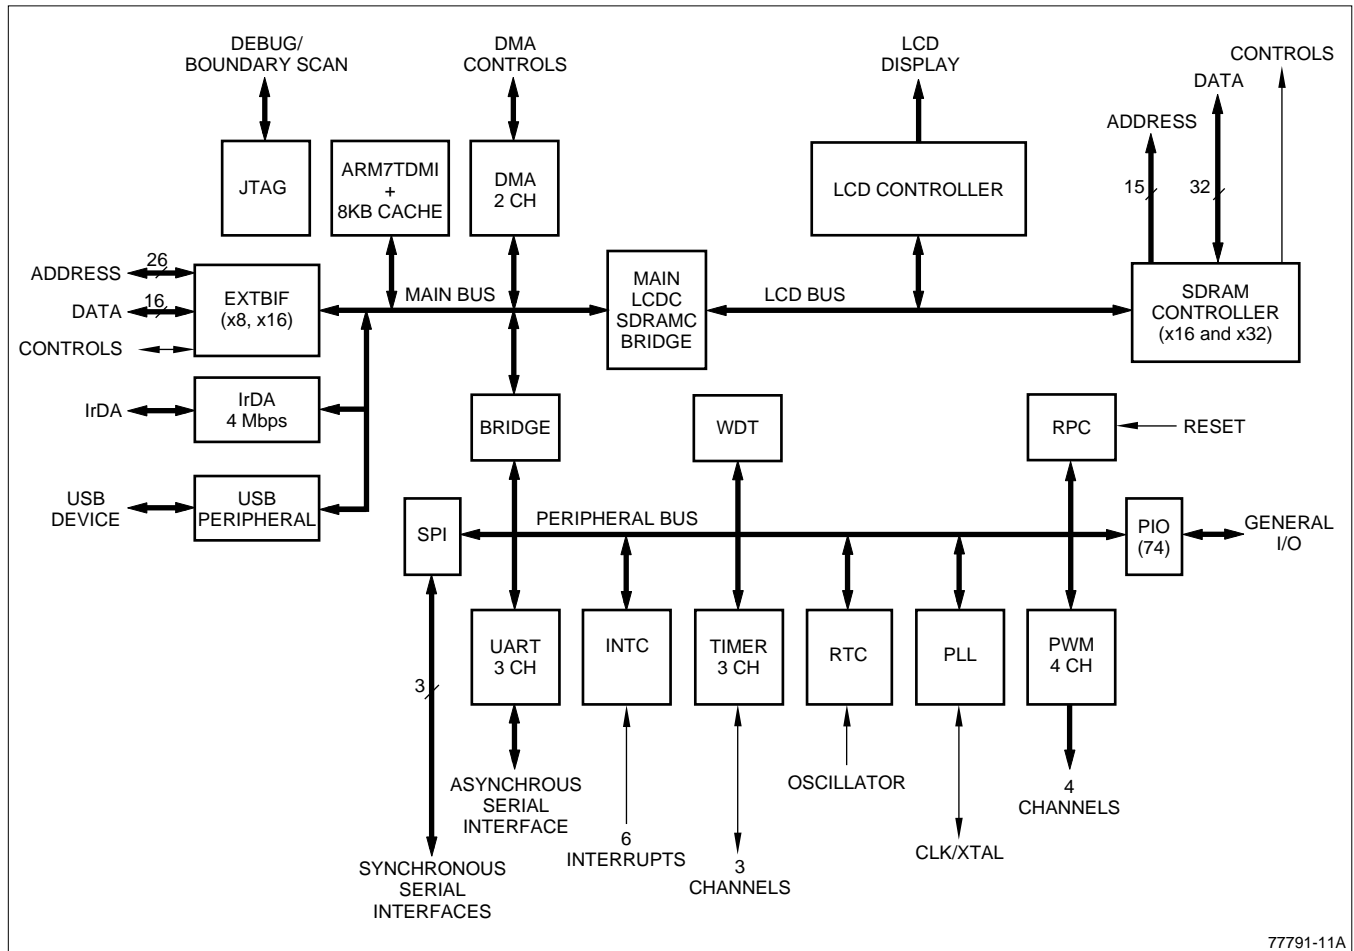 DEBUG/
BOUNDARY SCAN
DMA
CONTROLS
LCD
DISPLAY
CONTROLS
DATA
ADDRESS
JTAG
ARM7TDMI
+
8KB CACHE
DMA
2 CH
LCD CONTROLLER
15
32
ADDRESS
26
DATA
16
CONTROLS
EXTBIF
(x8, x16)
MAIN BUS
MAIN
LCDC
SDRAMC
BRIDGE
LCD BUS
SDRAM
CONTROLLER
(x16 and x32)
IrDA
IrDA
4 Mbps
BRIDGE
WDT
RPC
RESET
USB
DEVICE
USB
PERIPHERAL
SPI
PERIPHERAL BUS
PIO
(74)
GENERAL
I/O
UART
3 CH
INTC
TIMER
3 CH
RTC
PLL
PWM
4 CH
3
ASYNCHROUS
SERIAL
INTERFACE
6
INTERRUPTS
3
CHANNELS
OSCILLATOR
CLK/XTAL
4
CHANNELS
SYNCHRONOUS
SERIAL
INTERFACES
77791-11A